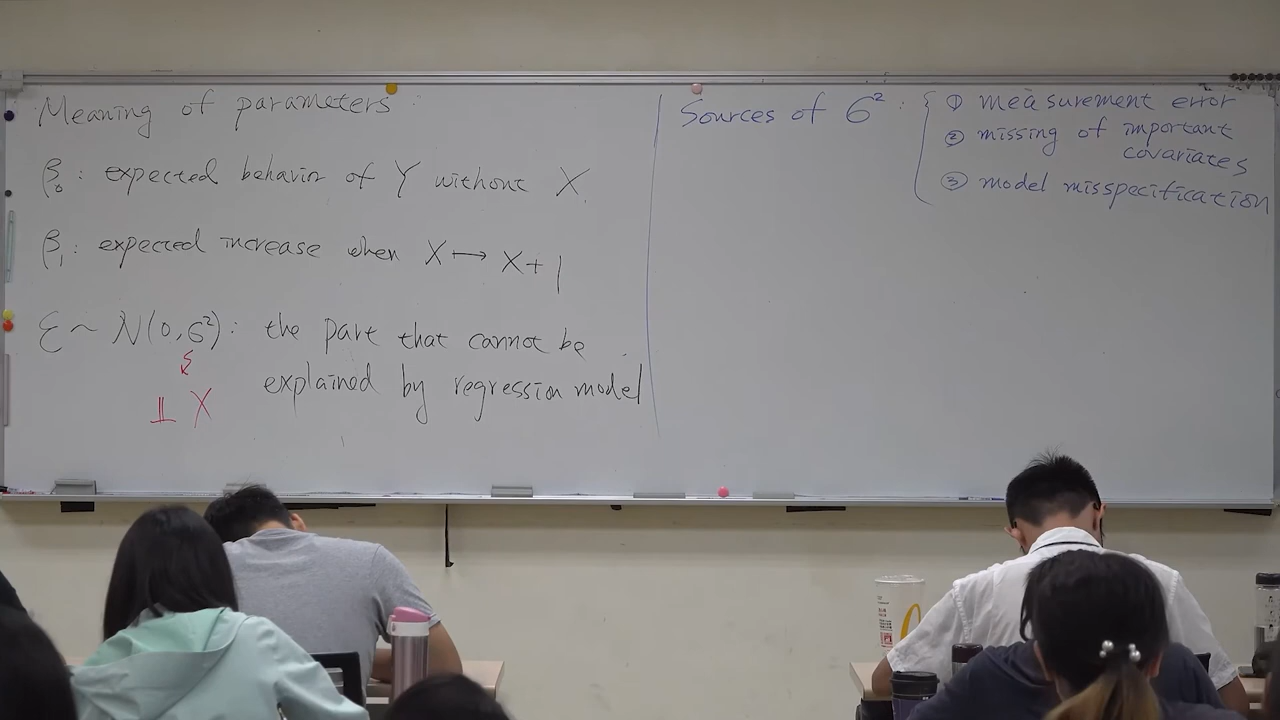 Meaning of parameters:
β₀: expected behavior of Y without X
β₁: expected increase when X ↦ X+1
ε ~ N(0, σ²): the part that cannot be
explained by regression model
⊥ X
Sources of σ²: { ① measurement error
② missing of important
covariates
③ model misspecification